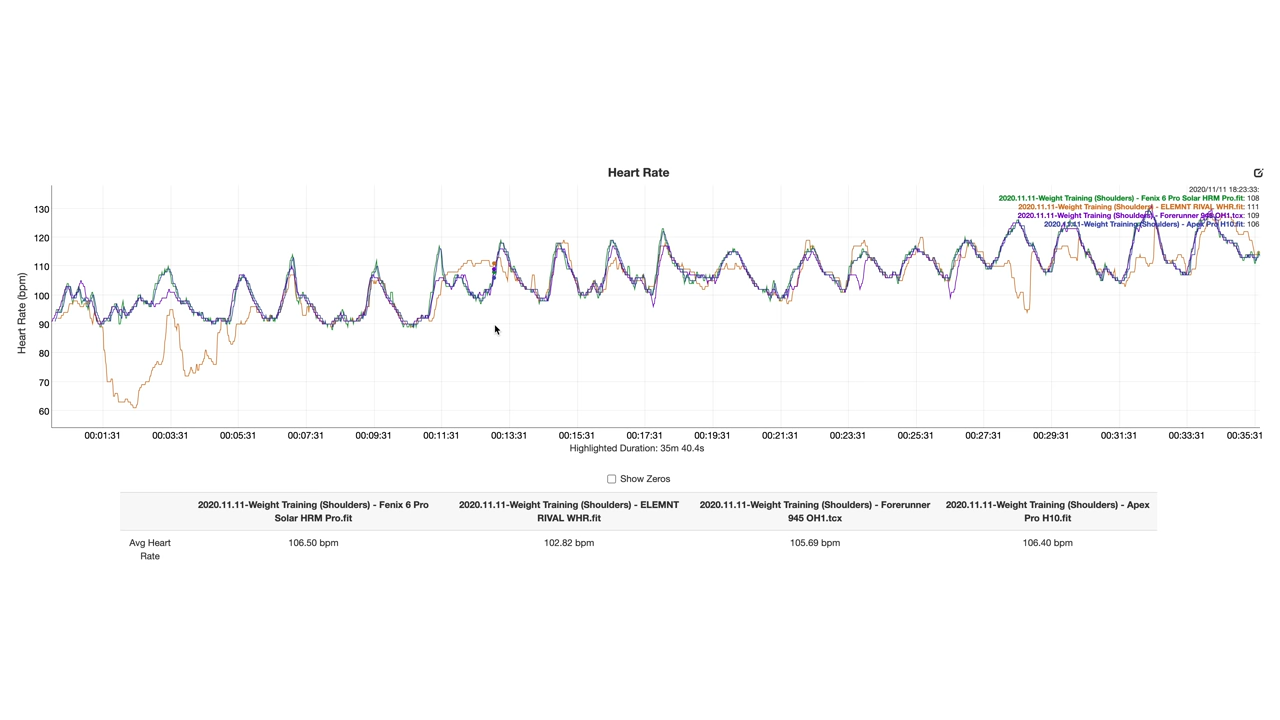 Heart Rate
2020/11/11 18:23:33:
2020.11.11-Weight Training (Shoulders) - Fenix 6 Pro Solar HRM Pro.fit: 108
2020.11.11-Weight Training (Shoulders) - ELEMNT RIVAL WHR.fit: 111
2020.11.11-Weight Training (Shoulders) - Forerunner 945 OH1.tcx: 109
2020.11.11-Weight Training (Shoulders) - Apex Pro H10.fit: 106
Heart Rate (bpm)
130
120
110
100
90
80
70
60
00:01:31 00:03:31 00:05:31 00:07:31 00:09:31 00:11:31 00:13:31 00:15:31 00:17:31 00:19:31 00:21:31 00:23:31 00:25:31 00:27:31 00:29:31 00:31:31 00:33:31 00:35:31
Highlighted Duration: 35m 40.4s
Show Zeros
2020.11.11-Weight Training (Shoulders) - Fenix 6 Pro
Solar HRM Pro.fit
2020.11.11-Weight Training (Shoulders) - ELEMNT
RIVAL WHR.fit
2020.11.11-Weight Training (Shoulders) - Forerunner
945 OH1.tcx
2020.11.11-Weight Training (Shoulders) - Apex
Pro H10.fit
Avg Heart
Rate
106.50 bpm
102.82 bpm
105.69 bpm
106.40 bpm